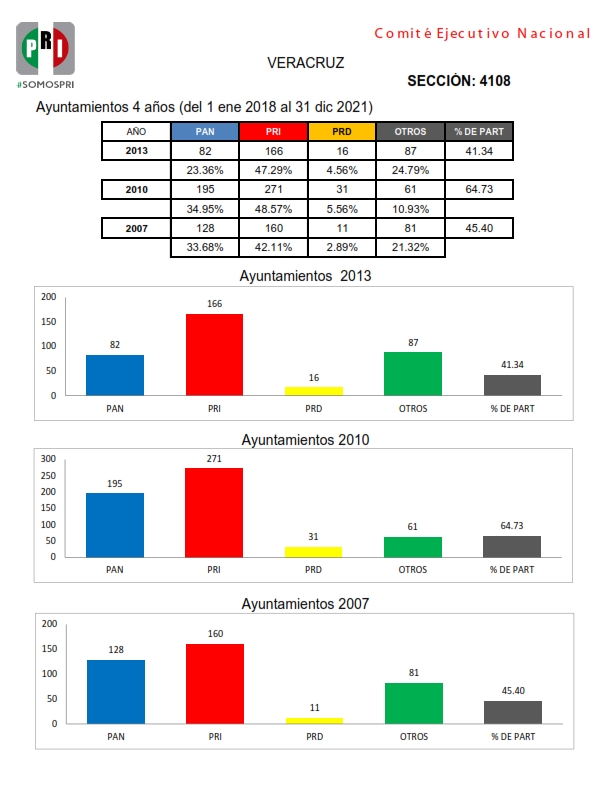 Comité Ejecutivo Nacional
PRI
#SOMOSPRI
VERACRUZ
SECCIÓN: 4108
Ayuntamientos 4 años (del 1 ene 2018 al 31 dic 2021)
AÑO PAN PRI PRD OTROS % DE PART
2013 82 166 16 87 41.34
23.36% 47.29% 4.56% 24.79%
2010 195 271 31 61 64.73
34.95% 48.57% 5.56% 10.93%
2007 128 160 11 81 45.40
33.68% 42.11% 2.89% 21.32%
Ayuntamientos 2013
200
150
100
50
0
82 166 16 87 41.34
PAN PRI PRD OTROS % DE PART
Ayuntamientos 2010
300
250
200
150
100
50
0
195 271 31 61 64.73
PAN PRI PRD OTROS % DE PART
Ayuntamientos 2007
200
150
100
50
0
128 160 11 81 45.40
PAN PRI PRD OTROS % DE PART